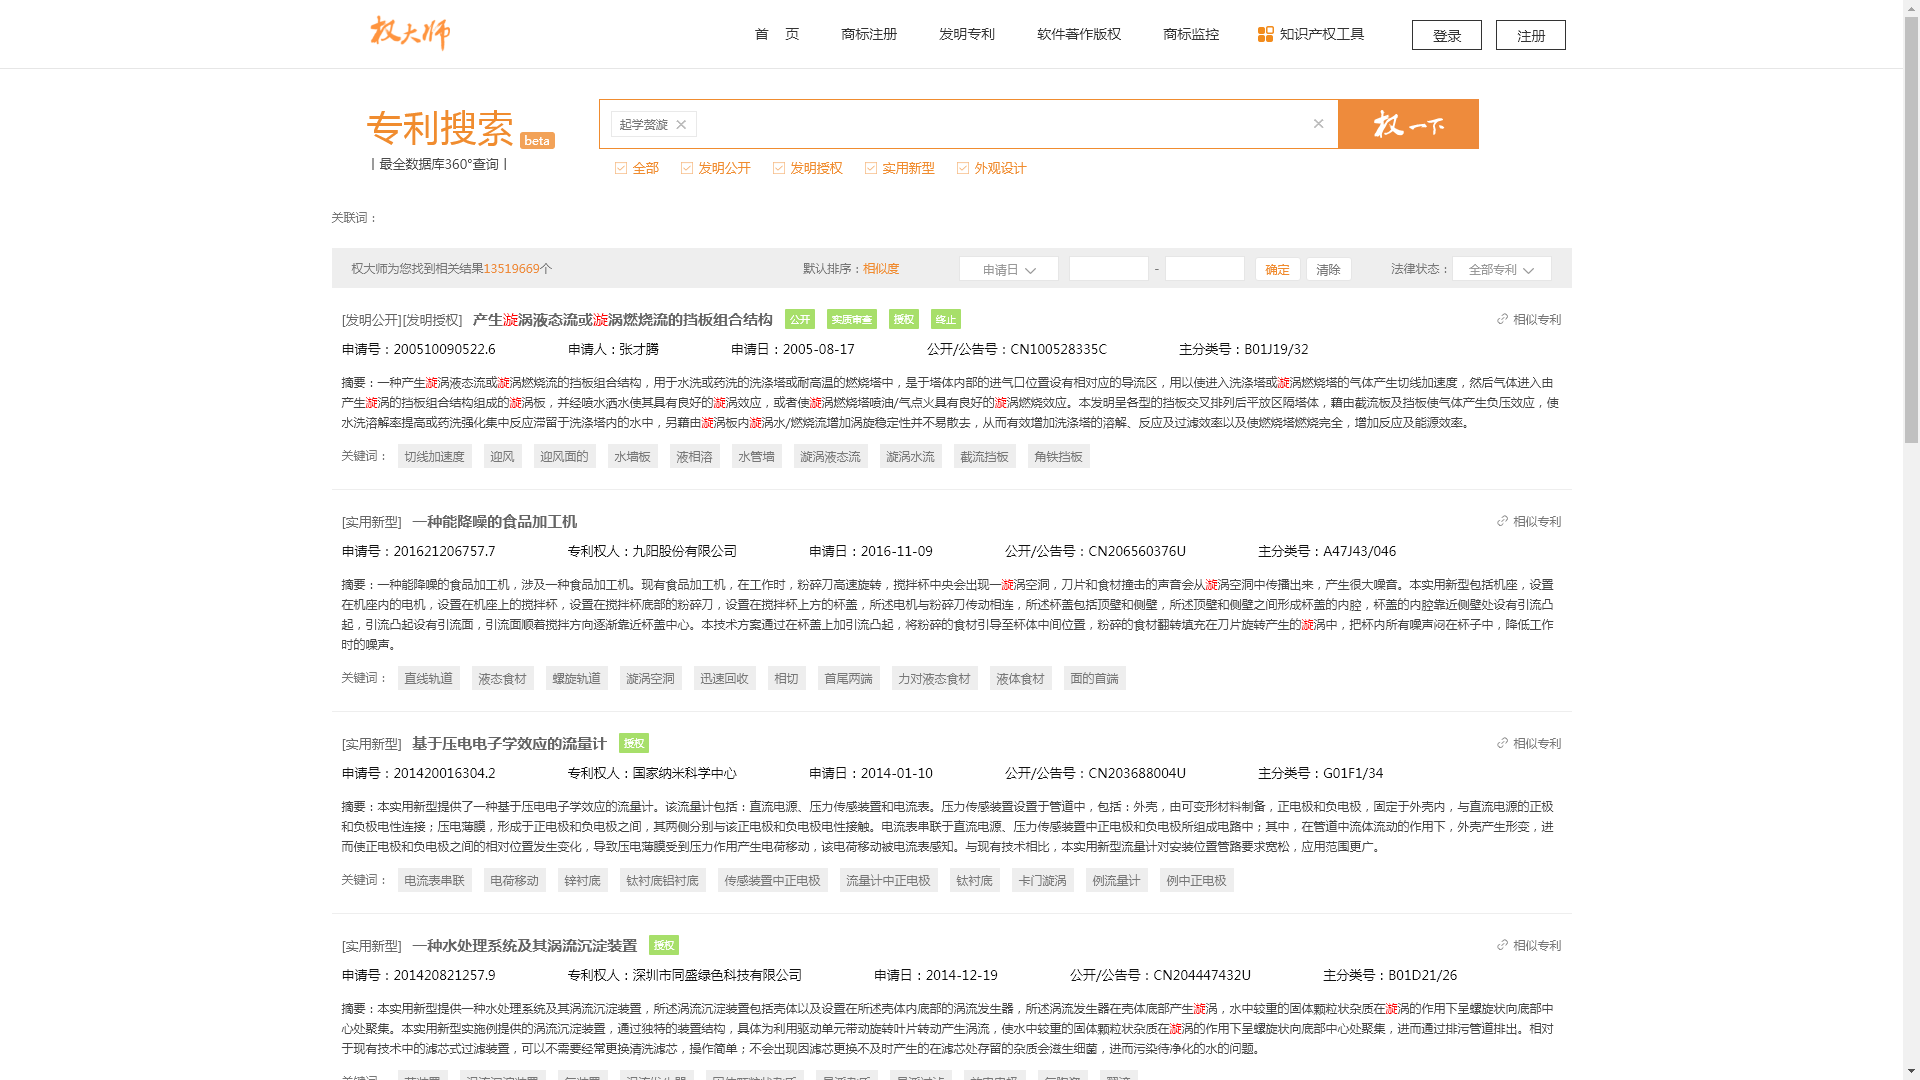 权大师
首 页
商标注册
发明专利
软件著作版权
商标监控
知识产权工具
登录
注册
专利搜索 beta
最全数据库360°查询
起学赘漩
权一下
全部
发明公开
发明授权
实用新型
外观设计
关联词：
权大师为您找到相关结果13519669个
默认排序：相似度
申请日
-
确定
清除
法律状态：
全部专利
[发明公开][发明授权] 产生漩涡液态流或漩涡燃烧流的挡板组合结构 公开 实质审查 授权 终止
相似专利
申请号：200510090522.6 申请人：张才腾 申请日：2005-08-17 公开/公告号：CN100528335C 主分类号：B01J19/32
摘要：一种产生漩涡液态流或漩涡燃烧流的挡板组合结构，用于水洗或药洗的洗涤塔或耐高温的燃烧塔中，是于塔体内部的进气口位置设有相对应的导流区，用以使进入洗涤塔或漩涡燃烧塔的气体产生切线加速度，然后气体进入由
产生漩涡的挡板组合结构组成的漩涡板，并经喷水洒水使其具有良好的漩涡效应，或者使漩涡燃烧塔喷油/气点火具有良好的漩涡燃烧效应。本发明呈各型的挡板交叉排列后平放区隔塔体，藉由截流板及挡板使气体产生负压效应，使
水洗溶解率提高或药洗强化集中反应滞留于洗涤塔内的水中，另藉由漩涡板内漩涡水/燃烧流增加涡旋稳定性并不易散去，从而有效增加洗涤塔的溶解、反应及过滤效率以及使燃烧塔燃烧完全，增加反应及能源效率。
关键词： 切线加速度 迎风 迎风面的 水墙板 液相溶 水管墙 漩涡液态流 漩涡水流 截流挡板 角铁挡板
[实用新型] 一种能降噪的食品加工机
相似专利
申请号：201621206757.7 专利权人：九阳股份有限公司 申请日：2016-11-09 公开/公告号：CN206560376U 主分类号：A47J43/046
摘要：一种能降噪的食品加工机，涉及一种食品加工机。现有食品加工机，在工作时，粉碎刀高速旋转，搅拌杯中央会出现一漩涡空洞，刀片和食材撞击的声音会从漩涡空洞中传播出来，产生很大噪音。本实用新型包括机座，设置
在机座内的电机，设置在机座上的搅拌杯，设置在搅拌杯底部的粉碎刀，设置在搅拌杯上方的杯盖，所述电机与粉碎刀传动相连，所述杯盖包括顶壁和侧壁，所述顶壁和侧壁之间形成杯盖的内腔，杯盖的内腔靠近侧壁处设有引流凸
起，引流凸起设有引流面，引流面顺着搅拌方向逐渐靠近杯盖中心。本技术方案通过在杯盖上加引流凸起，将粉碎的食材引导至杯体中间位置，粉碎的食材翻转填充在刀片旋转产生的漩涡中，把杯内所有噪声闷在杯子中，降低工作
时的噪声。
关键词： 直线轨道 液态食材 螺旋轨道 漩涡空洞 迅速回收 相切 首尾两端 力对液态食材 液体食材 面的首端
[实用新型] 基于压电电子学效应的流量计 授权
相似专利
申请号：201420016304.2 专利权人：国家纳米科学中心 申请日：2014-01-10 公开/公告号：CN203688004U 主分类号：G01F1/34
摘要：本实用新型提供了一种基于压电电子学效应的流量计。该流量计包括：直流电源、压力传感装置和电流表。压力传感装置设置于管道中，包括：外壳，由可变形材料制备，正电极和负电极，固定于外壳内，与直流电源的正极
和负极电性连接；压电薄膜，形成于正电极和负电极之间，其两侧分别与该正电极和负电极电性接触。电流表串联于直流电源、压力传感装置中正电极和负电极所组成电路中；其中，在管道中流体流动的作用下，外壳产生形变，进
而使正电极和负电极之间的相对位置发生变化，导致压电薄膜受到压力作用产生电荷移动，该电荷移动被电流表感知。与现有技术相比，本实用新型流量计对安装位置管路要求宽松，应用范围更广。
关键词： 电流表串联 电荷移动 锌衬底 钛衬底铝衬底 传感装置中正电极 流量计中正电极 钛衬底 卡门漩涡 例流量计 例中正电极
[实用新型] 一种水处理系统及其涡流沉淀装置 授权
相似专利
申请号：201420821257.9 专利权人：深圳市同盛绿色科技有限公司 申请日：2014-12-19 公开/公告号：CN204447432U 主分类号：B01D21/26
摘要：本实用新型提供一种水处理系统及其涡流沉淀装置，所述涡流沉淀装置包括壳体以及设置在所述壳体内底部的涡流发生器，所述涡流发生器在壳体底部产生漩涡，水中较重的固体颗粒状杂质在漩涡的作用下呈螺旋状向底部中
心处聚集。本实用新型实施例提供的涡流沉淀装置，通过独特的装置结构，具体为利用驱动单元带动旋转叶片转动产生涡流，使水中较重的固体颗粒状杂质在漩涡的作用下呈螺旋状向底部中心处聚集，进而通过排污管道排出。相对
于现有技术中的滤芯式过滤装置，可以不需要经常更换清洗滤芯，操作简单；不会出现因滤芯更换不及时产生的在滤芯处存留的杂质会滋生细菌，进而污染待净化的水的问题。